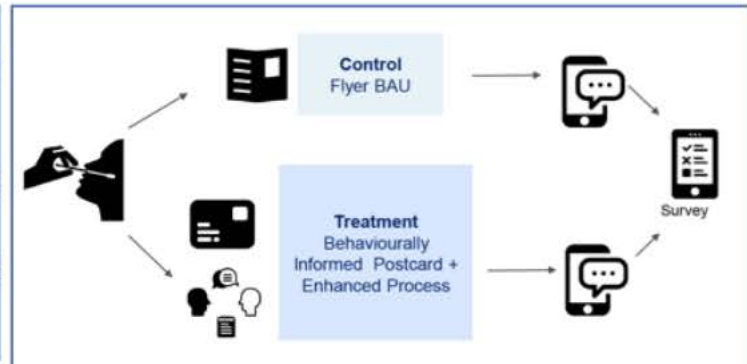 Control
Flyer BAU
Treatment
Behaviourally
Informed Postcard +
Enhanced Process
Survey